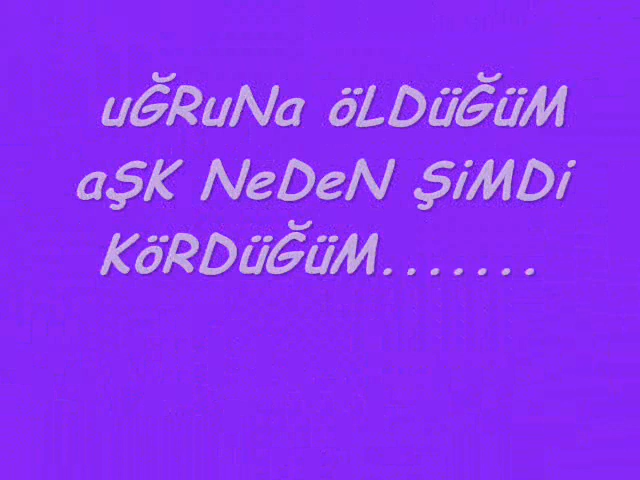 uĞRuNa öLDüĞüM
aŞK NeDeN ŞiMDi
KöRDüĞüM.......